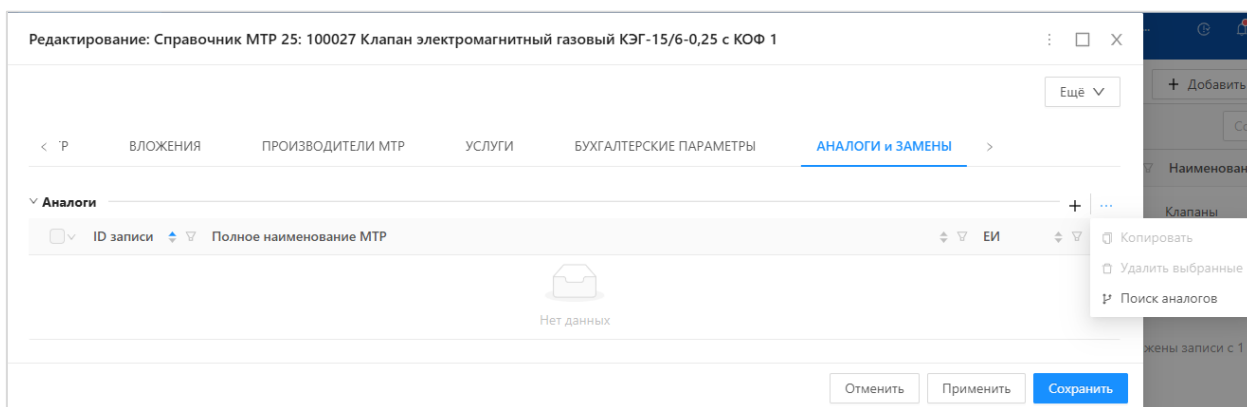 Редактирование: Справочник МТР 25: 100027 Клапан электромагнитный газовый КЭГ-15/6-0,25 с КОФ 1
Ещё
+ Добавить
ВЛОЖЕНИЯ ПРОИЗВОДИТЕЛИ МТР УСЛУГИ БУХГАЛТЕРСКИЕ ПАРАМЕТРЫ АНАЛОГИ и ЗАМЕНЫ
Аналоги
Клапаны
ID записи Полное наименование МТР ЕИ
Копировать
Удалить выбранные
Поиск аналогов
Нет данных
записи с 1
Отменить Применить Сохранить